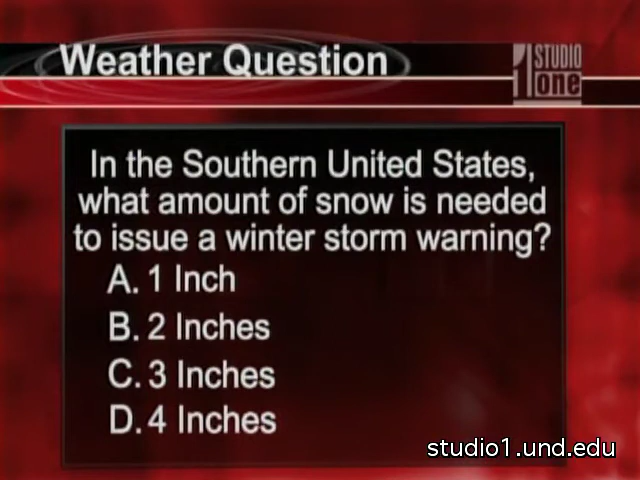 Weather Question
1 STUDIO
one
In the Southern United States,
what amount of snow is needed
to issue a winter storm warning?
A. 1 Inch
B. 2 Inches
C. 3 Inches
D. 4 Inches
studio1.und.edu